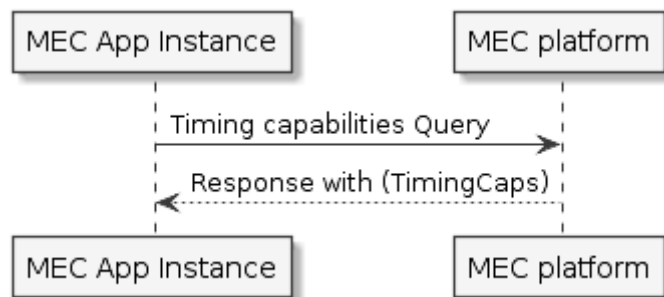 MEC App Instance
MEC platform
Timing capabilities Query
Response with (TimingCaps)
MEC App Instance
MEC platform